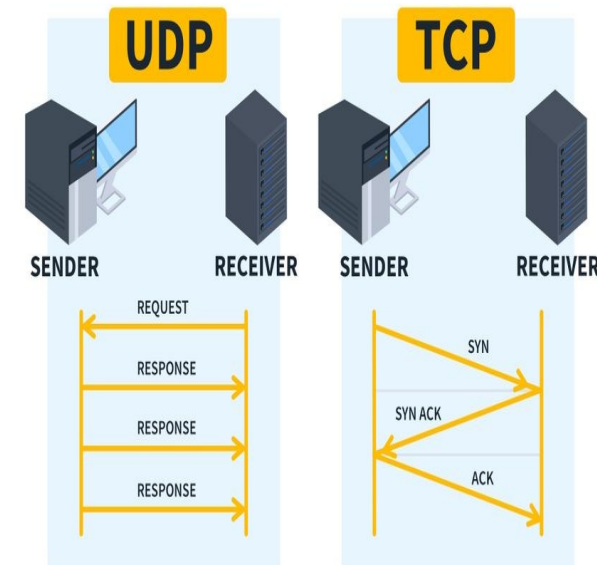 UDP
SENDER
RECEIVER
REQUEST
RESPONSE
RESPONSE
RESPONSE
TCP
SENDER
RECEIVER
SYN
SYN ACK
ACK